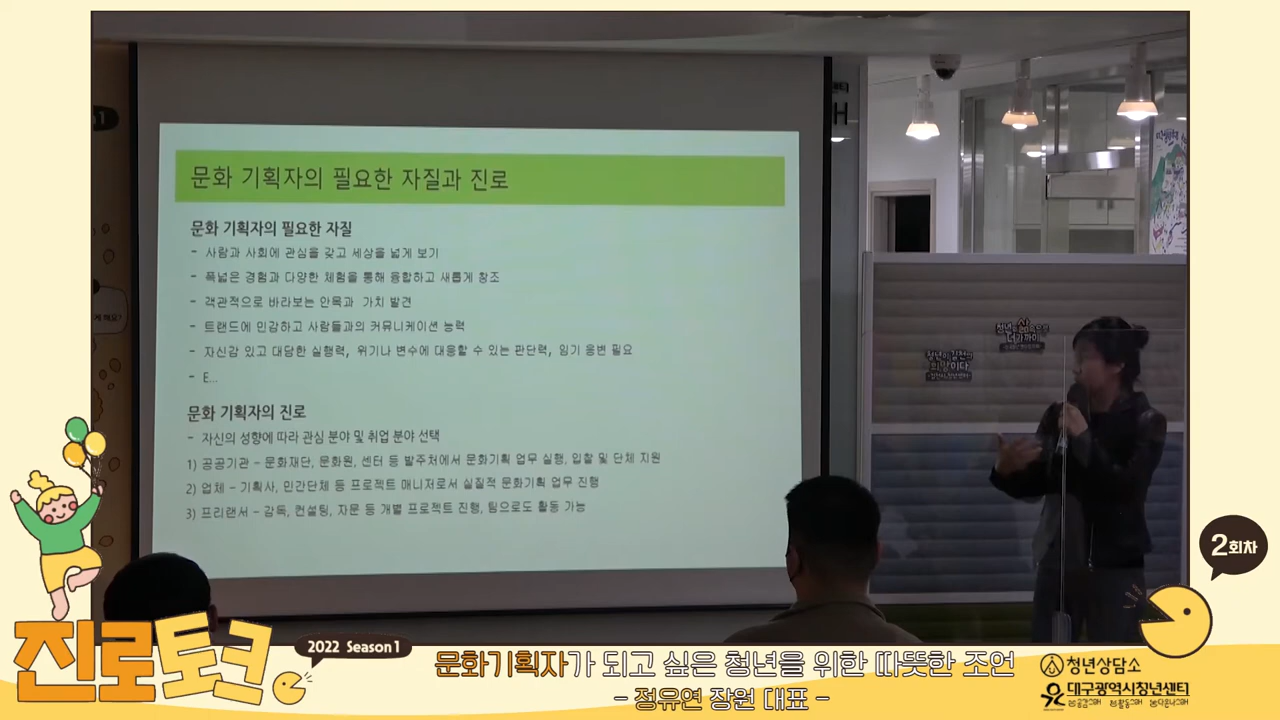 문화 기획자의 필요한 자질과 진로
문화 기획자의 필요한 자질
- 사람과 사회에 관심을 갖고 세상을 넓게 보기
- 폭넓은 경험과 다양한 체험을 통해 융합하고 새롭게 창조
- 객관적으로 바라보는 안목과 가치 발견
- 트랜드에 민감하고 사람들과의 커뮤니케이션 능력
- 자신감 있고 대담한 실행력, 위기나 변수에 대응할 수 있는 판단력, 임기 웅변 필요
- E...
문화 기획자의 진로
- 자신의 성향에 따라 관심 분야 및 취업 분야 선택
1) 공공기관 – 문화재단, 문화원, 센터 등 발주처에서 문화기획 업무 실행, 입찰 및 단체 지원
2) 업체 – 기획사, 민간단체 등 프로젝트 매니저로서 실질적 문화기획 업무 진행
3) 프리랜서 – 감독, 컨설팅, 자문 등 개별 프로젝트 진행, 팀으로도 활동 가능
H
더 가까이
청년이 김천의
희망이다
2회차
진로토크
2022 Season 1
문화기획자가 되고 싶은 청년을 위한 따뜻한 조언
- 정유연 장원 대표 -
청년상담소
대구광역시청년센터